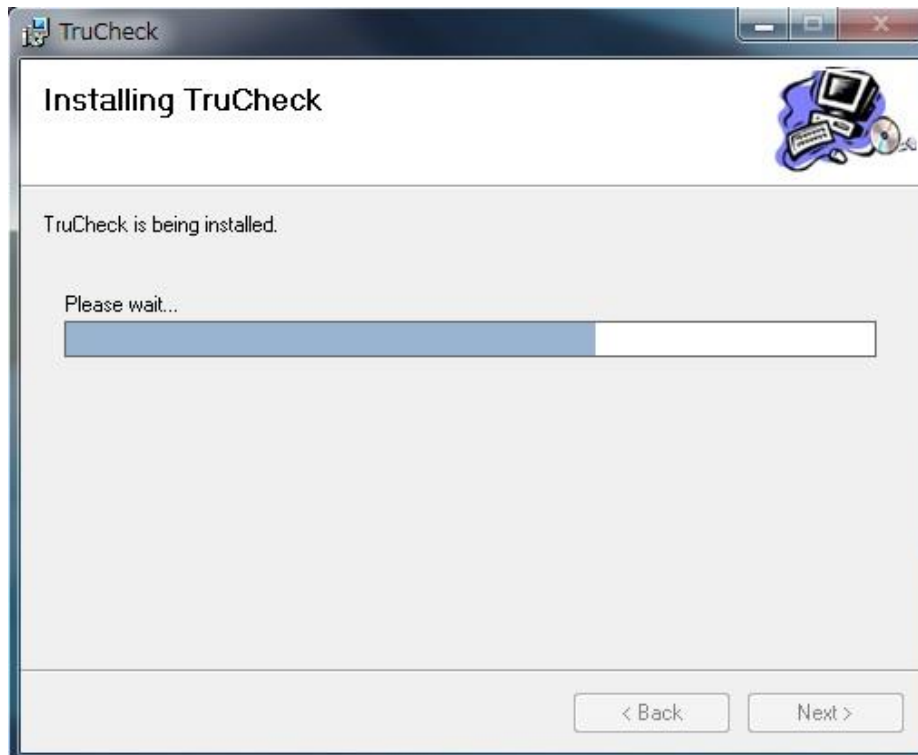 TruCheck
Installing TruCheck
TruCheck is being installed.
Please wait...
< Back
Next >